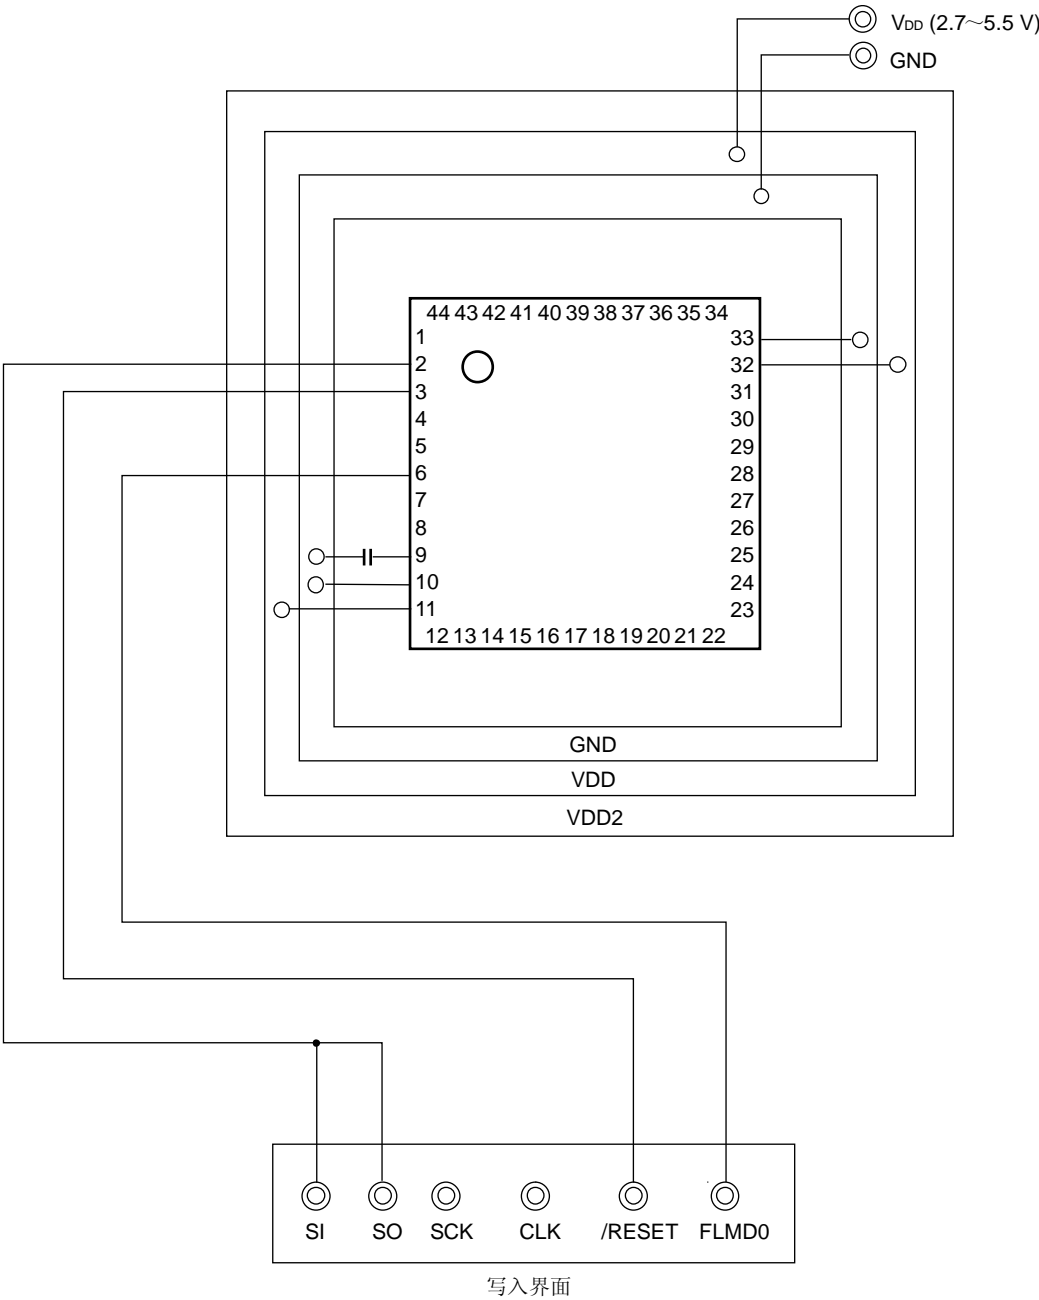 VDD (2.7～5.5 V)
GND
44 43 42 41 40 39 38 37 36 35 34
1 33
2 32
3 31
4 30
5 29
6 28
7 27
8 26
9 25
10 24
11 23
12 13 14 15 16 17 18 19 20 21 22
GND
VDD
VDD2
SI SO SCK CLK /RESET FLMD0
写入界面